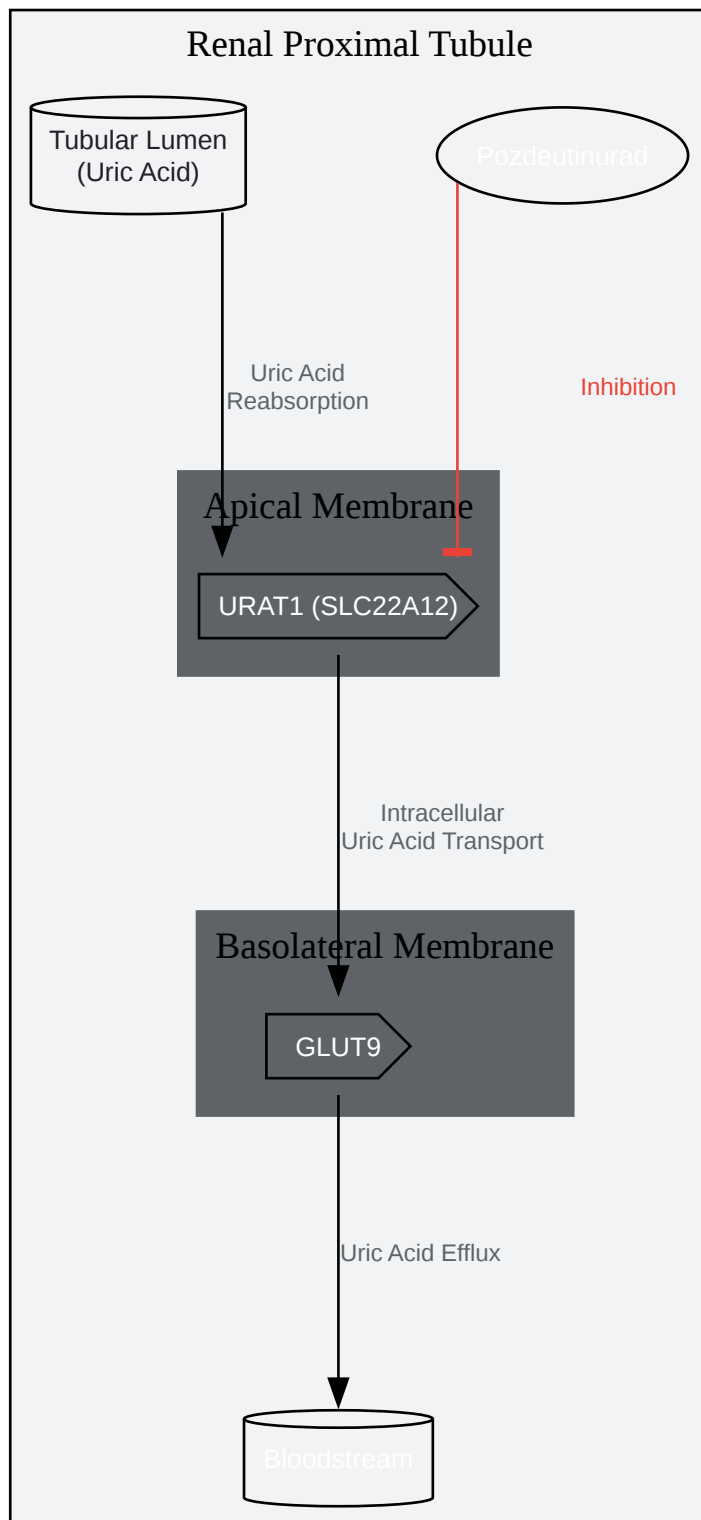 Renal Proximal Tubule
Tubular Lumen
(Uric Acid)
Pozdeutinurad
Uric Acid
Reabsorption
Inhibition
Apical Membrane
URAT1 (SLC22A12)
Intracellular
Uric Acid Transport
Basolateral Membrane
GLUT9
Uric Acid Efflux
Bloodstream